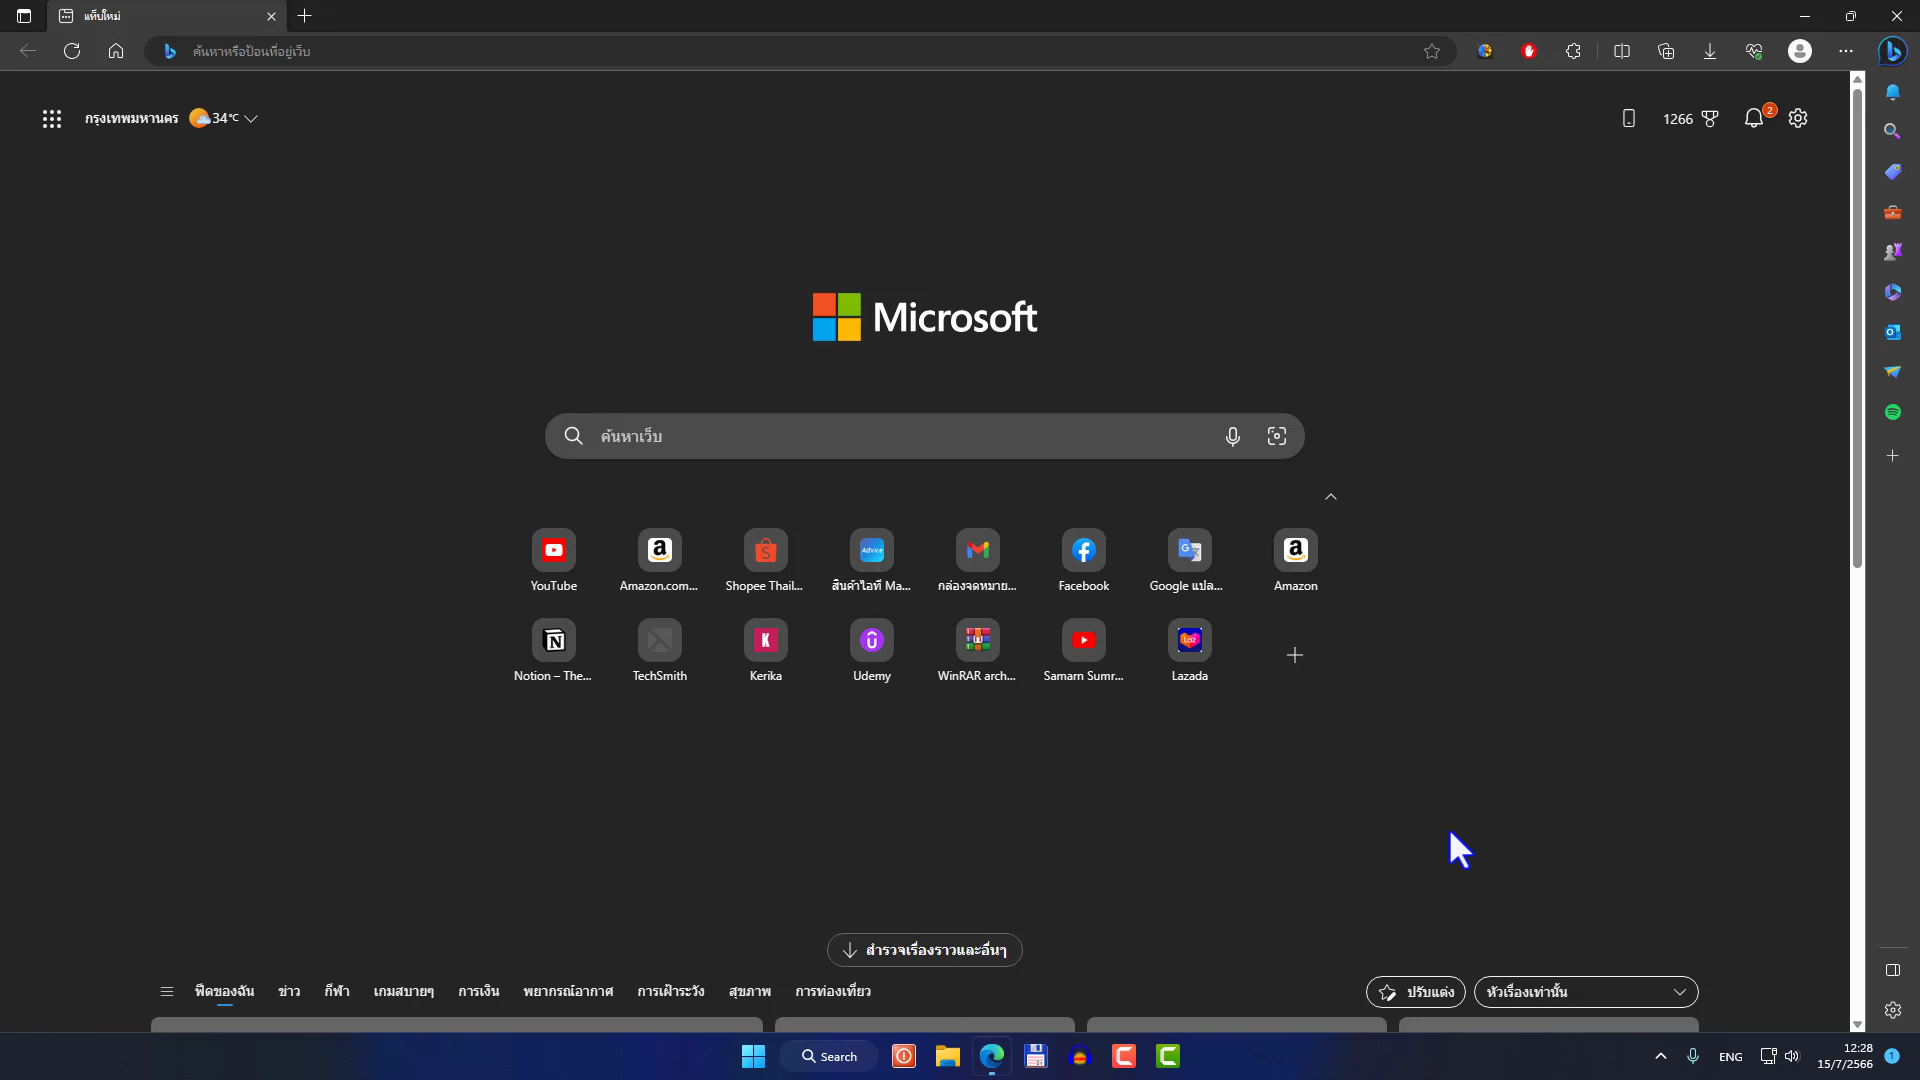 แท็บใหม่
ค้นหาหรือป้อนที่อยู่เว็บ
กรุงเทพมหานคร 34°C
1266
2
Microsoft
ค้นหาเว็บ
Advice
YouTube
Amazon.com...
Shopee Thail...
สินค้าไอที Ma...
กล่องจดหมาย...
Facebook
Google แปล...
Amazon
Notion – The...
TechSmith
Kerika
Udemy
WinRAR arch...
Samarn Sumr...
Lazada
สำรวจเรื่องราวและอื่นๆ
ฟีดของฉัน ข่าว กีฬา เกมสบายๆ การเงิน พยากรณ์อากาศ การเฝ้าระวัง สุขภาพ การท่องเที่ยว
ปรับแต่ง
หัวเรื่องเท่านั้น
Search
ENG
12:28
15/7/2566
1